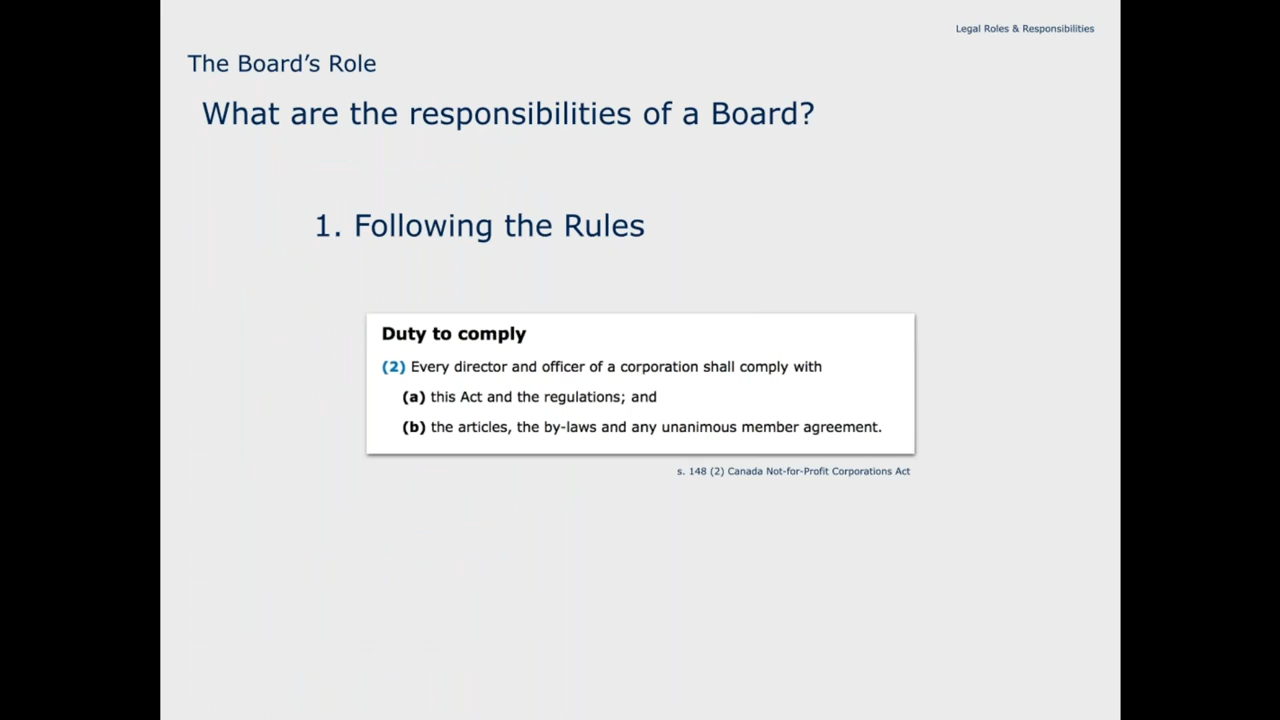 Legal Roles & Responsibilities
The Board’s Role
What are the responsibilities of a Board?
1. Following the Rules
Duty to comply
(2) Every director and officer of a corporation shall comply with
(a) this Act and the regulations; and
(b) the articles, the by-laws and any unanimous member agreement.
s. 148 (2) Canada Not-for-Profit Corporations Act